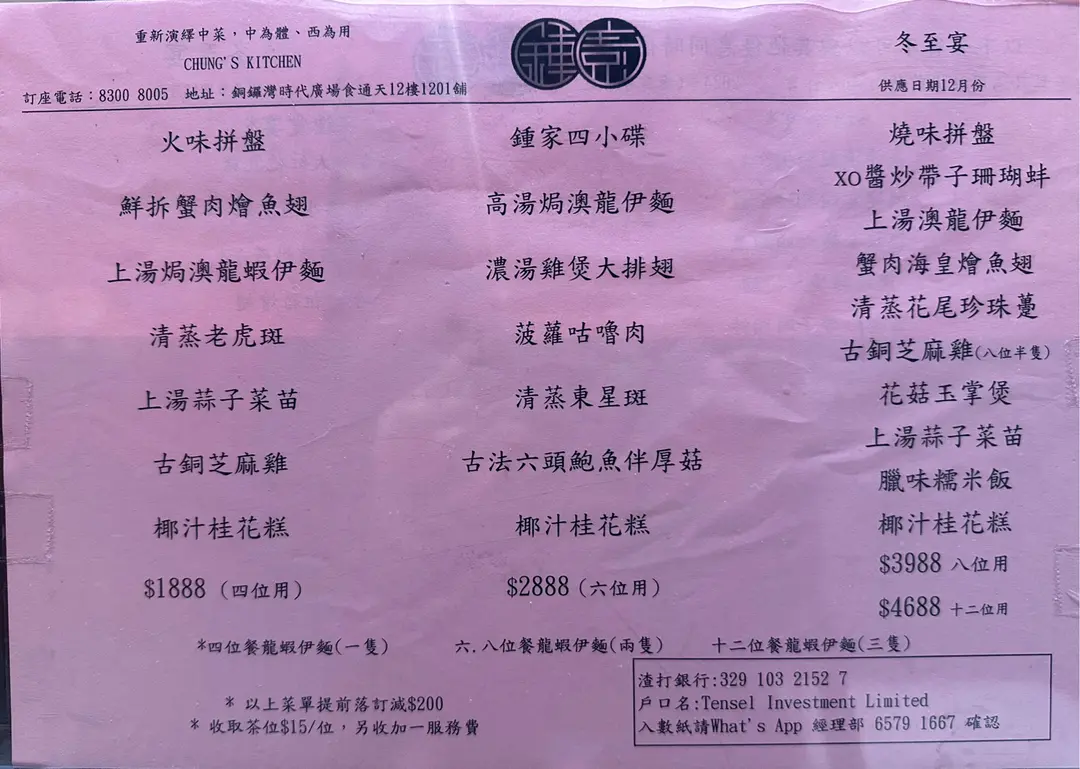 重新演繹中菜，中為體、西為用
CHUNG'S KITCHEN
訂座電話：8300 8005　地址：銅鑼灣時代廣場食通天12樓1201舖
鍾家
冬至宴
供應日期12月份
火味拼盤
鮮拆蟹肉燴魚翅
上湯焗澳龍蝦伊麵
清蒸老虎斑
上湯蒜子菜苗
古銅芝麻雞
椰汁桂花糕
$1888（四位用）
鍾家四小碟
高湯焗澳龍伊麵
濃湯雞煲大排翅
菠蘿咕嚕肉
清蒸東星斑
古法六頭鮑魚伴厚菇
椰汁桂花糕
$2888（六位用）
燒味拼盤
XO醬炒帶子珊瑚蚌
上湯澳龍伊麵
蟹肉海皇燴魚翅
清蒸花尾珍珠躉
古銅芝麻雞(八位半隻)
花菇玉掌煲
上湯蒜子菜苗
臘味糯米飯
椰汁桂花糕
$3988 八位用
$4688 十二位用
*四位餐龍蝦伊麵(一隻)　六.八位餐龍蝦伊麵(兩隻)　十二位餐龍蝦伊麵(三隻)
* 以上菜單提前落訂減$200
* 收取茶位$15/位，另收加一服務費
渣打銀行:329 103 2152 7
戶口名:Tensel Investment Limited
入數紙請What's App 經理部 6579 1667 確認